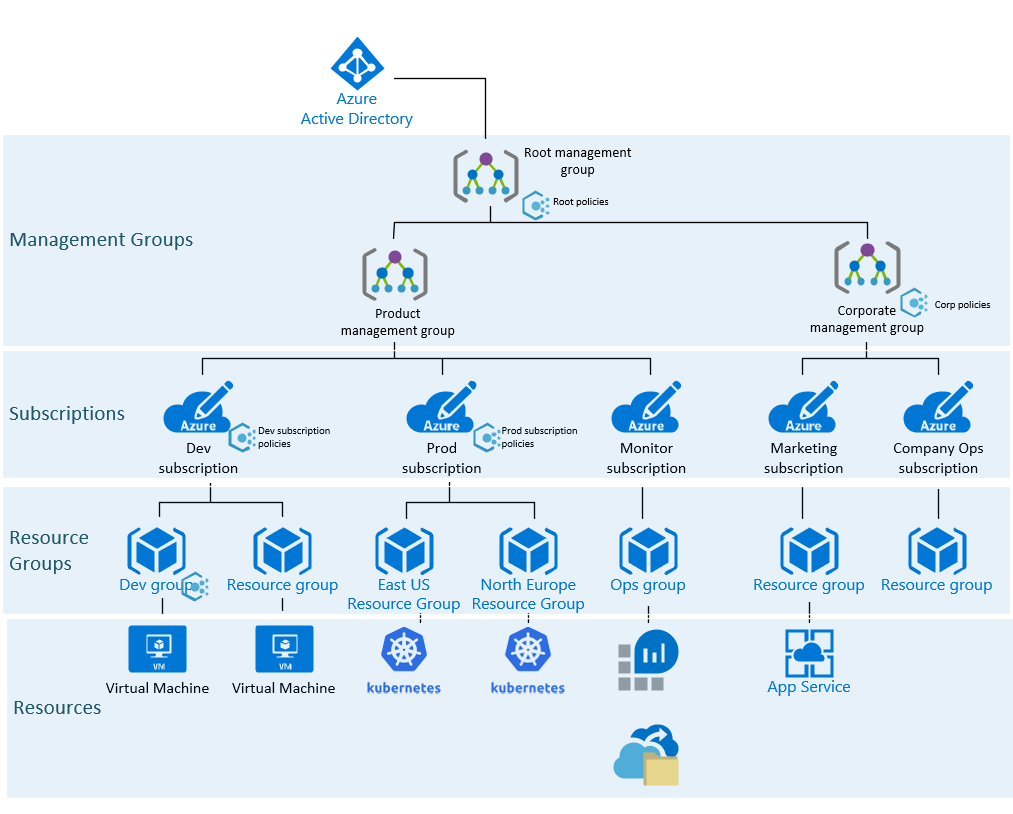 Azure
Active Directory
Root management
group
Root policies
Management Groups
Product
management group
Corporate
management group
Corp policies
Subscriptions
Azure
Dev
subscription
Dev subscription
policies
Azure
Prod
subscription
Prod subscription
policies
Azure
Monitor
subscription
Azure
Marketing
subscription
Azure
Company Ops
subscription
Resource
Groups
Dev group
Resource group
East US
Resource Group
North Europe
Resource Group
Ops group
Resource group
Resource group
Resources
VM
Virtual Machine
VM
Virtual Machine
kubernetes
kubernetes
App Service